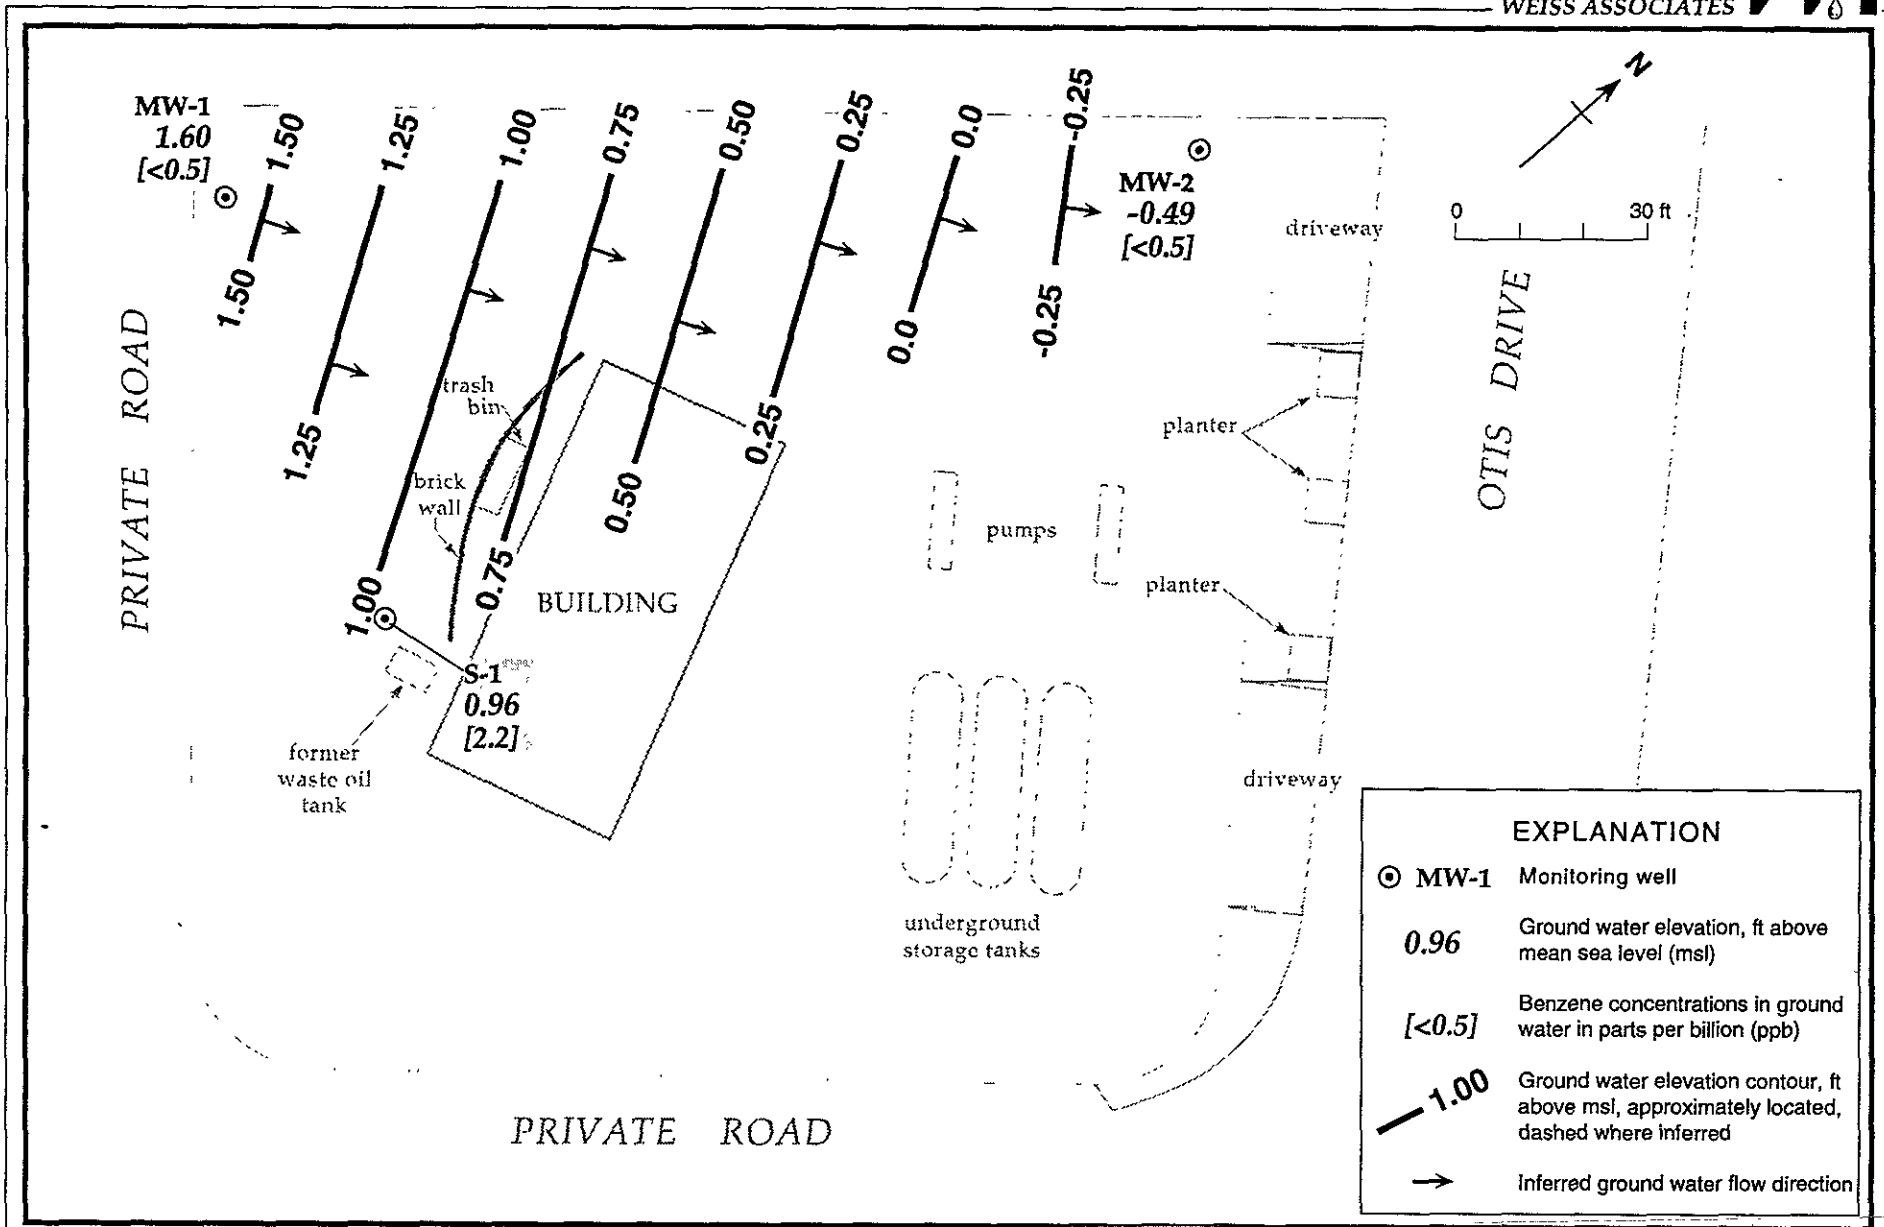 WEISS ASSOCIATES
MW-1
1.60
[<0.5]
1.50
1.25
1.00
0.75
0.50
0.25
0.0
-0.25
N
MW-2
-0.49
[<0.5]
0 30 ft
driveway
1.50
1.25
1.00
0.75
0.50
0.25
0.0
-0.25
PRIVATE ROAD
OTIS DRIVE
trash
bin
brick
wall
BUILDING
pumps
planter
planter
S-1
0.96
[2.2]
former
waste oil
tank
underground
storage tanks
driveway
PRIVATE ROAD
EXPLANATION
MW-1 Monitoring well
0.96 Ground water elevation, ft above
mean sea level (msl)
[<0.5] Benzene concentrations in ground
water in parts per billion (ppb)
1.00 Ground water elevation contour, ft
above msl, approximately located,
dashed where inferred
Inferred ground water flow direction